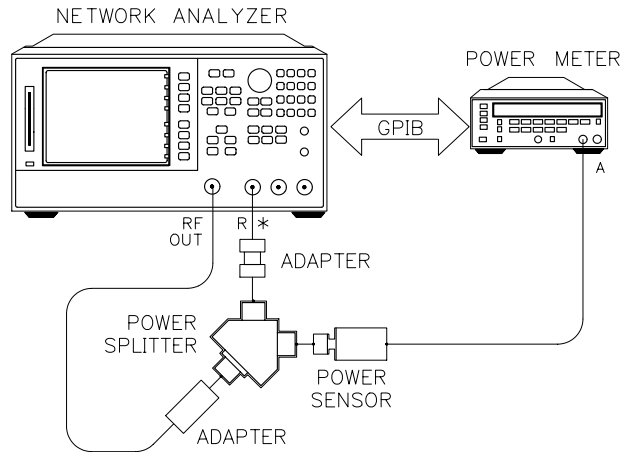 NETWORK ANALYZER
POWER METER
GPIB
A
RF
OUT
R *
ADAPTER
POWER
SPLITTER
POWER
SENSOR
ADAPTER